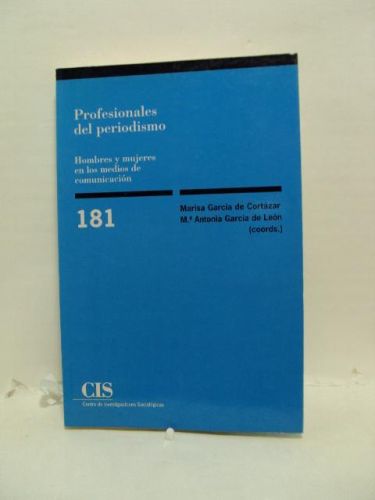 Profesionales
del periodismo
Hombres y mujeres
en los medios de
comunicación
181
Marisa García de Cortázar
M.ª Antonia García de León
(coords.)
CIS
Centro de Investigaciones Sociológicas